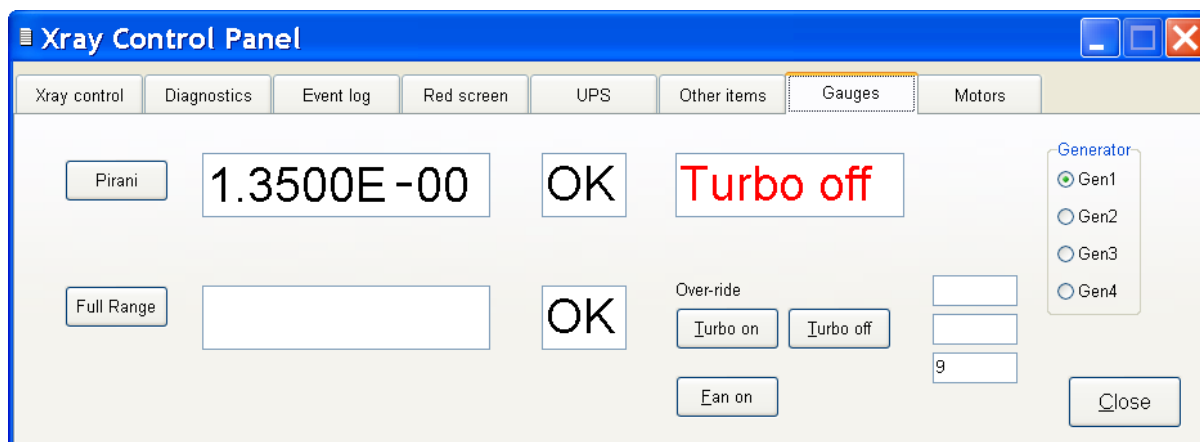 Xray Control Panel
Xray control Diagnostics Event log Red screen UPS Other items Gauges Motors
Generator
Pirani 1.3500E-00 OK Turbo off
Gen1
Gen2
Gen3
Full Range OK Over-ride
Gen4
Turbo on Turbo off
9
Fan on
Close